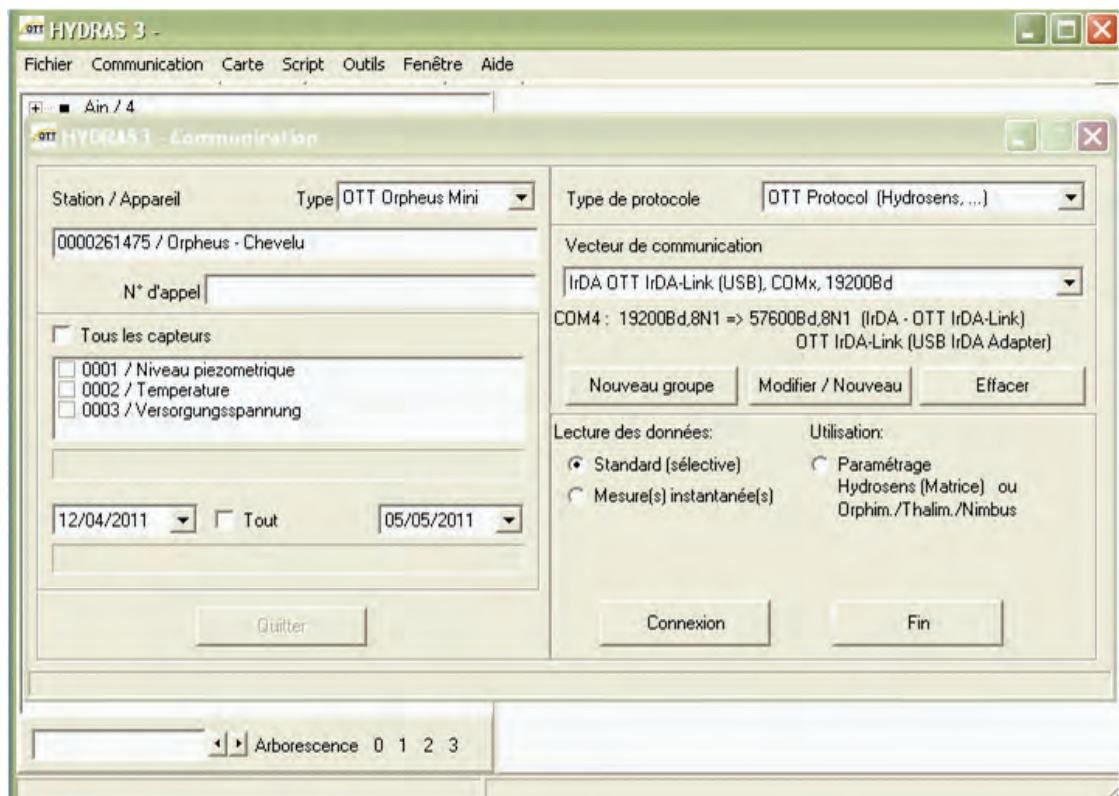 OTT HYDRAS 3 -
Fichier Communication Carte Script Outils Fenêtre Aide
Ain / 4
OTT HYDRAS 3 - Communication
Station / Appareil Type OTT Orpheus Mini
0000261475 / Orpheus - Chevelu
N° d'appel
Tous les capteurs
0001 / Niveau piezometrique
0002 / Temperature
0003 / Versorgungsspannung
12/04/2011 Tout 05/05/2011
Quitter
Type de protocole OTT Protocol (Hydrosens, ...)
Vecteur de communication
IrDA OTT IrDA-Link (USB), COMx, 19200Bd
COM4 : 19200Bd,8N1 => 57600Bd,8N1 (IrDA - OTT IrDA-Link)
OTT IrDA-Link (USB IrDA Adapter)
Nouveau groupe Modifier / Nouveau Effacer
Lecture des données: Utilisation:
Standard (sélective) Paramétrage
Mesure(s) instantanée(s) Hydrosens (Matrice) ou
Orphim./Thalim./Nimbus
Connexion Fin
Arborescence 0 1 2 3